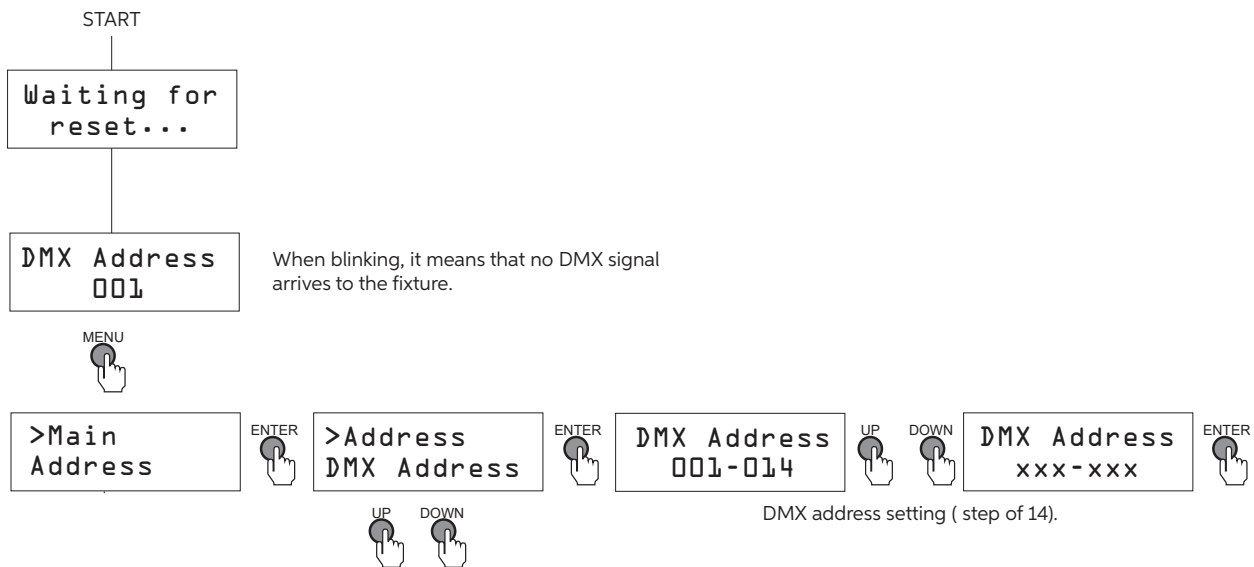 START
Waiting for
reset...
DMX Address
001
When blinking, it means that no DMX signal
arrives to the fixture.
MENU
>Main
Address
ENTER
>Address
DMX Address
ENTER
DMX Address
001-014
UP
DOWN
DMX Address
xxx-xxx
ENTER
UP
DOWN
DMX address setting ( step of 14).